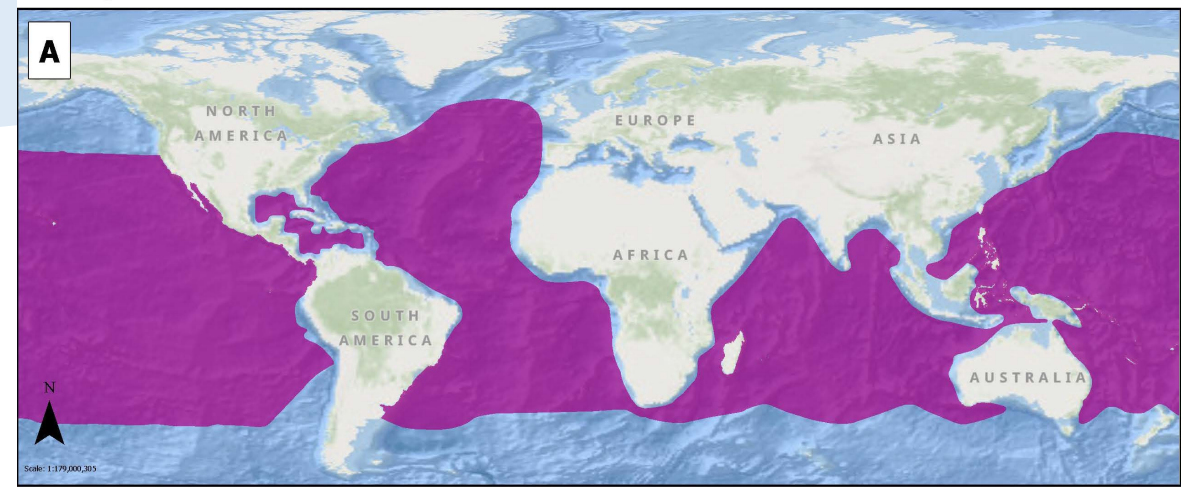 A
NORTH
AMERICA
EUROPE
ASIA
AFRICA
SOUTH
AMERICA
AUSTRALIA
N
Scale: 1:179,000,305